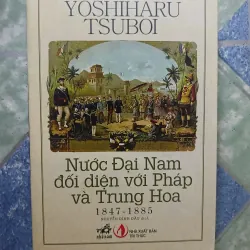 YOSHIHARU
TSUBOI
Nước Đại Nam
đối diện với Pháp
và Trung Hoa
1847-1885